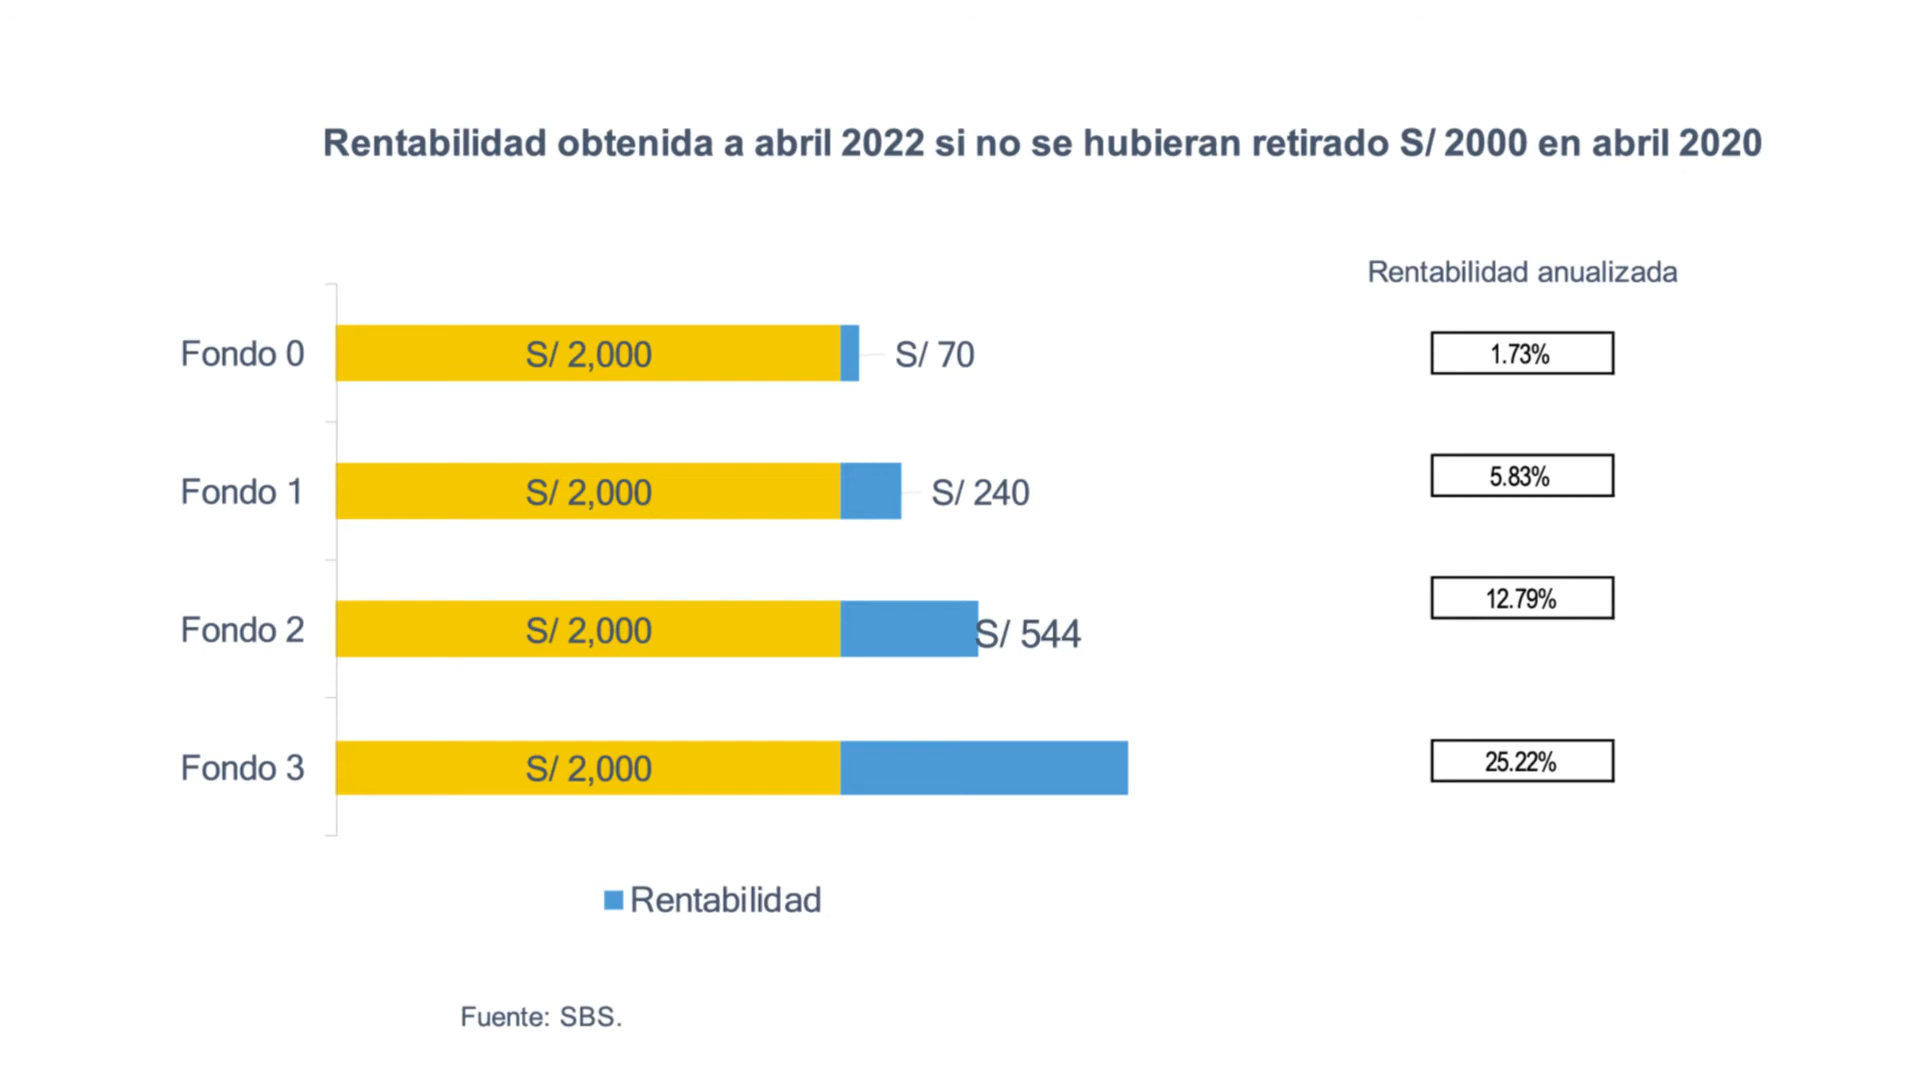 Rentabilidad obtenida a abril 2022 si no se hubieran retirado S/ 2000 en abril 2020
Rentabilidad anualizada
Fondo 0 S/ 2,000 S/ 70 1.73%
Fondo 1 S/ 2,000 S/ 240 5.83%
Fondo 2 S/ 2,000 S/ 544 12.79%
Fondo 3 S/ 2,000 25.22%
Rentabilidad
Fuente: SBS.